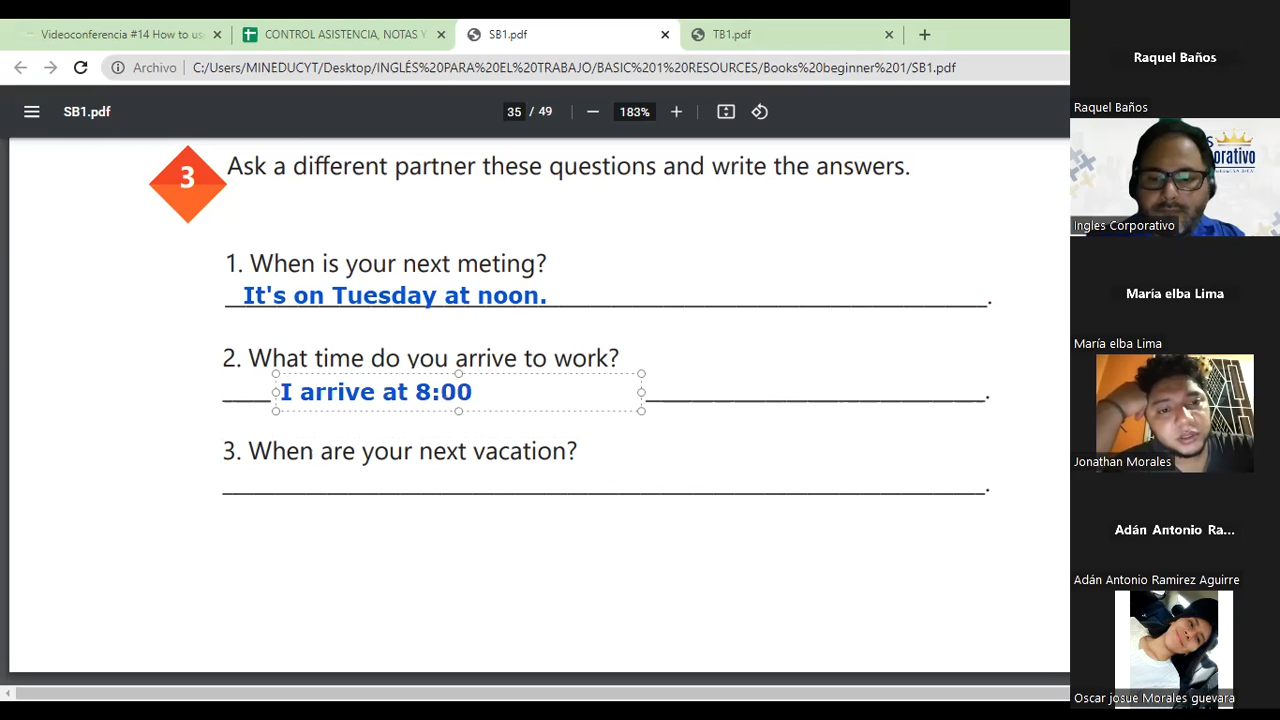 Videoconferencia #14 How to us
CONTROL ASISTENCIA, NOTAS Y
SB1.pdf
TB1.pdf
Archivo
C:/Users/MINEDUCYT/Desktop/INGLÉS%20PARA%20EL%20TRABAJO/BASIC%201%20RESOURCES/Books%20beginner%201/SB1.pdf
SB1.pdf
35 / 49
183%
3
Ask a different partner these questions and write the answers.
1. When is your next meting?
It's on Tuesday at noon.
2. What time do you arrive to work?
I arrive at 8:00
3. When are your next vacation?
Raquel Baños
Raquel Baños
Ingles Corporativo
María elba Lima
María elba Lima
Jonathan Morales
Adán Antonio Ra...
Adán Antonio Ramirez Aguirre
Oscar josue Morales guevara